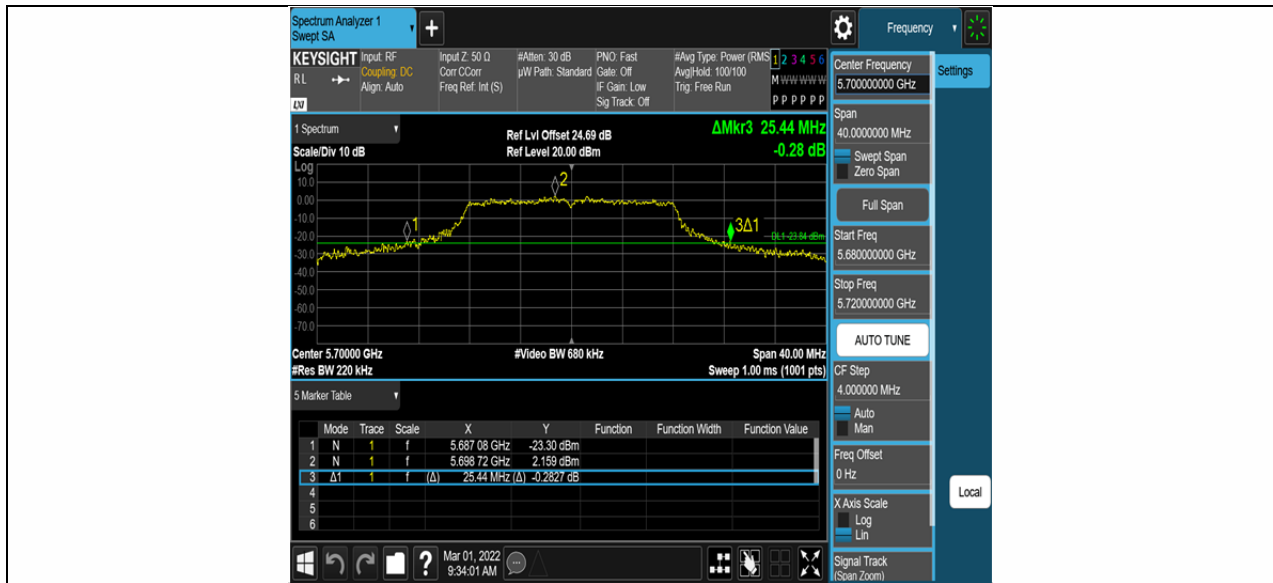 Spectrum Analyzer 1
Swept SA
Frequency
KEYSIGHT
RL
LXI
Input: RF
Coupling: DC
Align: Auto
Input Z: 50 Ω
Corr CCorr
Freq Ref: Int (S)
#Atten: 30 dB
µW Path: Standard
PNO: Fast
Gate: Off
IF Gain: Low
Sig Track: Off
#Avg Type: Power (RMS
Avg|Hold: 100/100
Trig: Free Run
1 2 3 4 5 6
M W W W W W
P P P P P P
1 Spectrum
Scale/Div 10 dB
Ref Lvl Offset 24.69 dB
Ref Level 20.00 dBm
ΔMkr3 25.44 MHz
-0.28 dB
Log
10.0
0.00
-10.0
-20.0
-30.0
-40.0
-50.0
-60.0
-70.0
1
2
3Δ1
DL1 -23.84 dBm
Center 5.70000 GHz
#Res BW 220 kHz
#Video BW 680 kHz
Span 40.00 MHz
Sweep 1.00 ms (1001 pts)
5 Marker Table
Mode Trace Scale X Y Function Function Width Function Value
1 N 1 f 5.687 08 GHz -23.30 dBm
2 N 1 f 5.698 72 GHz 2.159 dBm
3 Δ1 1 f (Δ) 25.44 MHz (Δ) -0.2827 dB
4
5
6
Mar 01, 2022
9:34:01 AM
Center Frequency
5.700000000 GHz
Span
40.0000000 MHz
Swept Span
Zero Span
Full Span
Start Freq
5.680000000 GHz
Stop Freq
5.720000000 GHz
AUTO TUNE
CF Step
4.000000 MHz
Auto
Man
Freq Offset
0 Hz
X Axis Scale
Log
Lin
Signal Track
(Span Zoom)
Settings
Local